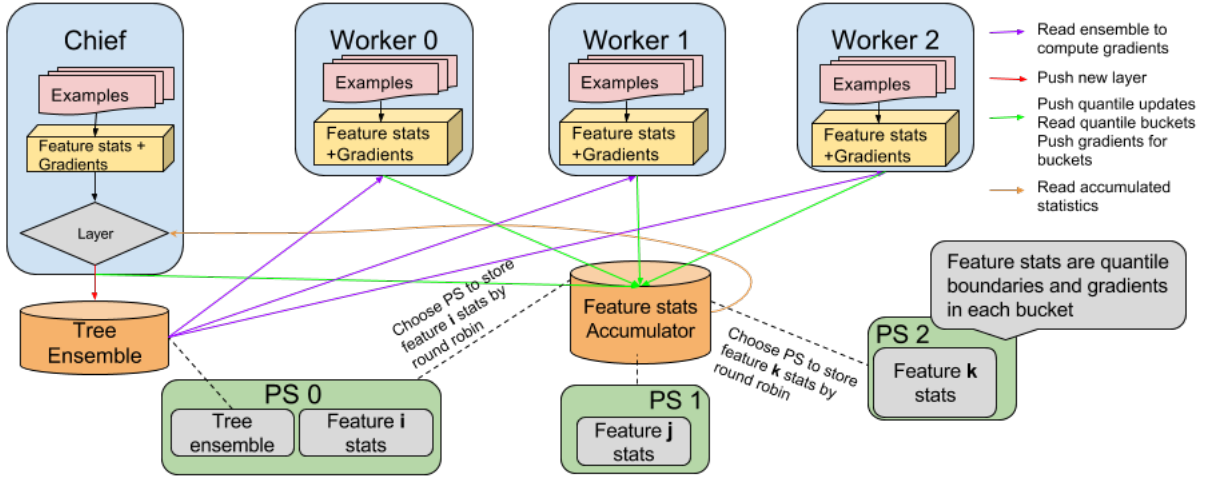 Chief
Examples
Feature stats +
Gradients
Layer
Tree
Ensemble
Worker 0
Examples
Feature stats
+Gradients
Worker 1
Examples
Feature stats
+Gradients
Worker 2
Examples
Feature stats
+Gradients
Read ensemble to
compute gradients
Push new layer
Push quantile updates
Read quantile buckets
Push gradients for
buckets
Read accumulated
statistics
Choose PS to store
feature i stats by
round robin
Feature stats
Accumulator
Choose PS to store
feature k stats by
round robin
Feature stats are quantile
boundaries and gradients
in each bucket
PS 0
Tree
ensemble
Feature i
stats
PS 1
Feature j
stats
PS 2
Feature k
stats